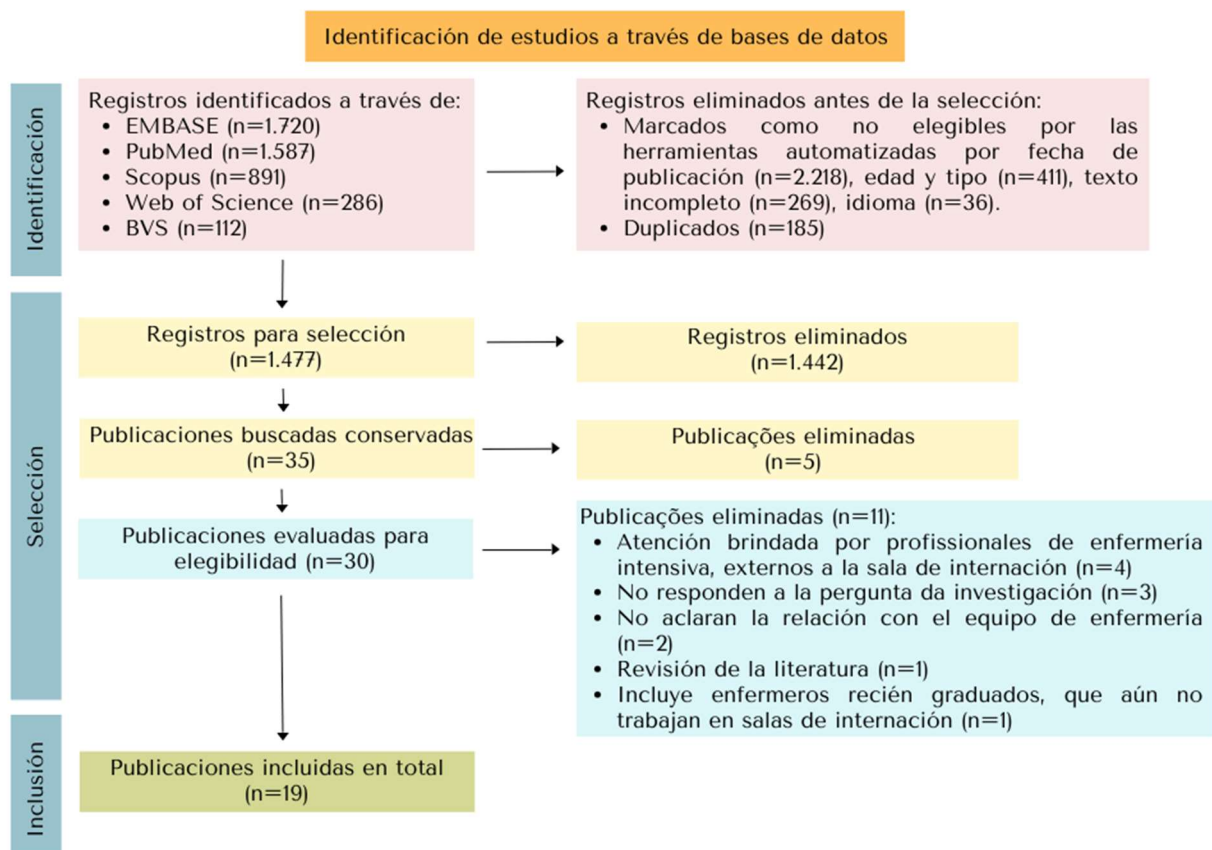 Identificación de estudios a través de bases de datos
Identificación
Registros identificados a través de:
• EMBASE (n=1.720)
• PubMed (n=1.587)
• Scopus (n=891)
• Web of Science (n=286)
• BVS (n=112)
Registros eliminados antes de la selección:
• Marcados como no elegibles por las
herramientas automatizadas por fecha de
publicación (n=2.218), edad y tipo (n=411), texto
incompleto (n=269), idioma (n=36).
• Duplicados (n=185)
Selección
Registros para selección
(n=1.477)
Registros eliminados
(n=1.442)
Publicaciones buscadas conservadas
(n=35)
Publicações eliminadas
(n=5)
Publicaciones evaluadas para
elegibilidad (n=30)
Publicações eliminadas (n=11):
• Atención brindada por profissionales de enfermería
intensiva, externos a la sala de internación (n=4)
• No responden a la pergunta da investigación (n=3)
• No aclaran la relación con el equipo de enfermería
(n=2)
• Revisión de la literatura (n=1)
• Incluye enfermeros recién graduados, que aún no
trabajan en salas de internación (n=1)
Inclusión
Publicaciones incluidas en total
(n=19)